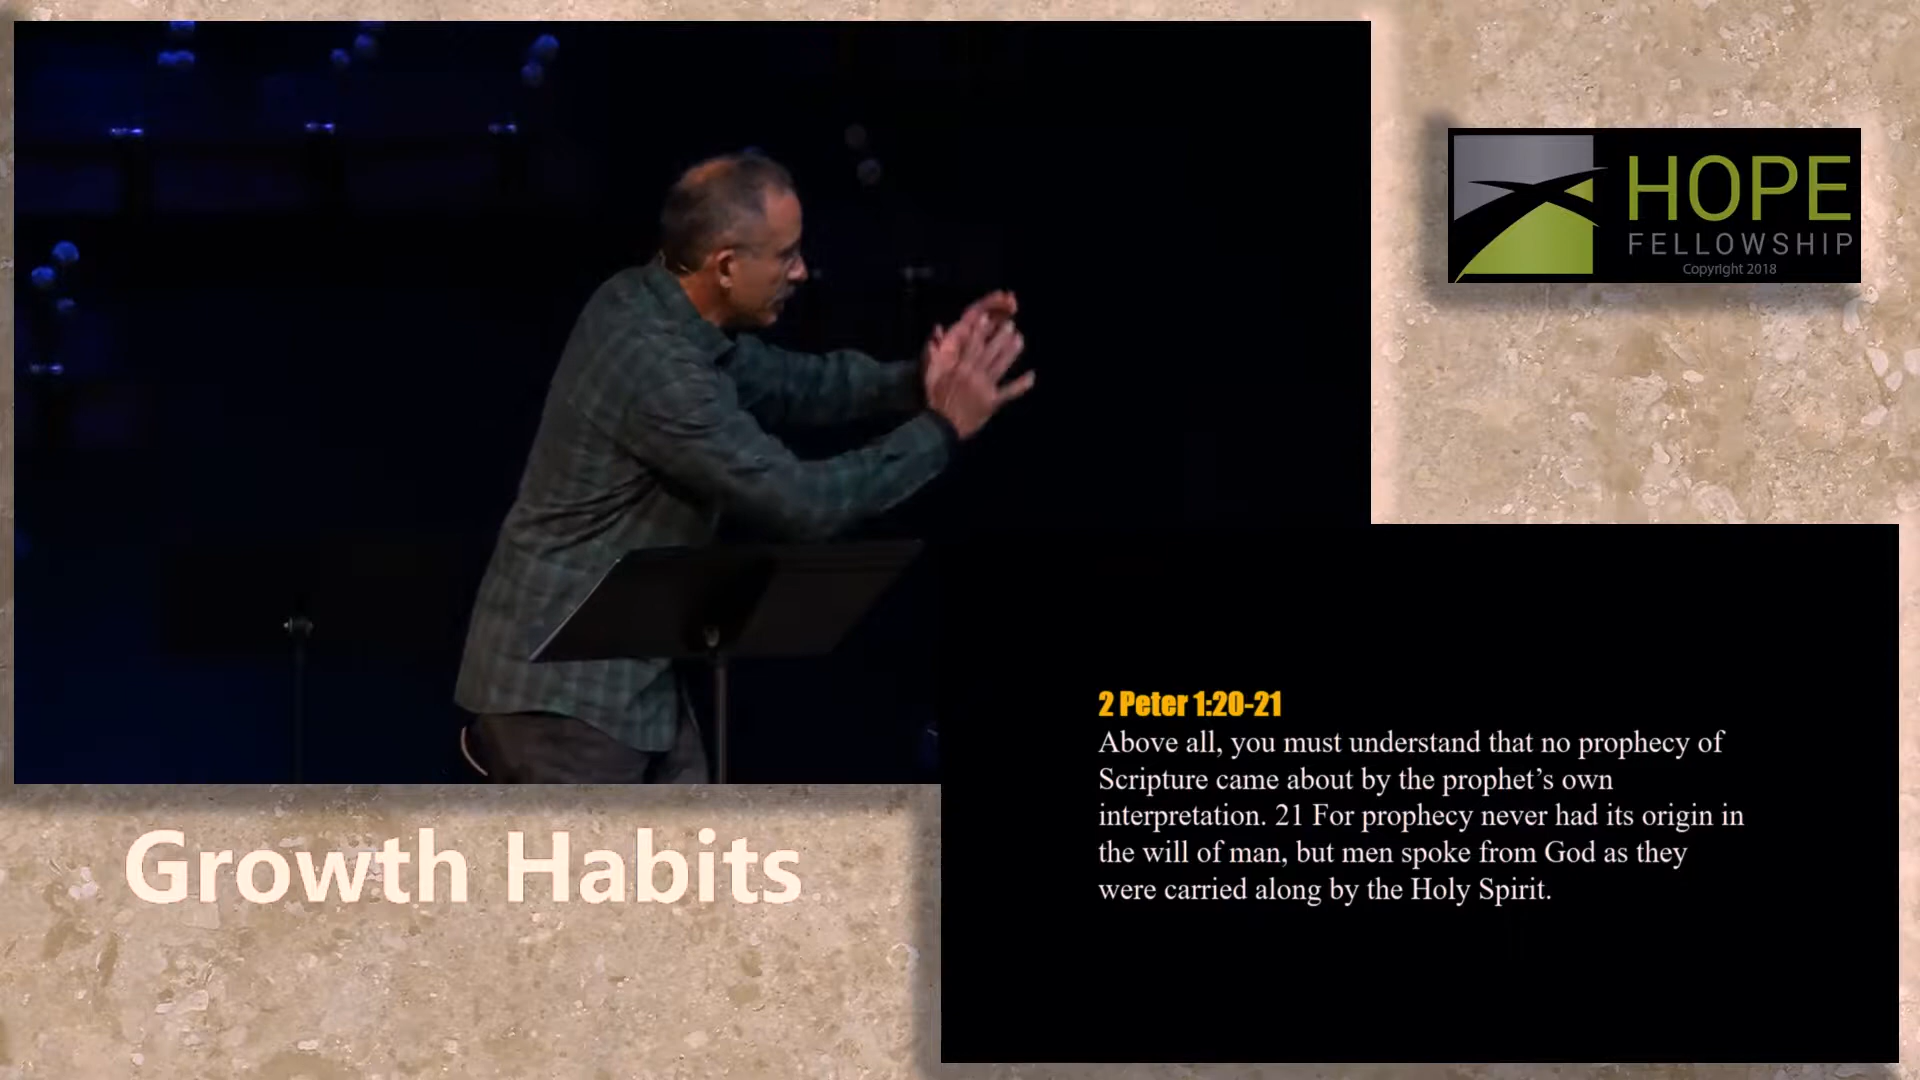 HOPE
FELLOWSHIP
Copyright 2018
2 Peter 1:20-21
Above all, you must understand that no prophecy of
Scripture came about by the prophet’s own
interpretation. 21 For prophecy never had its origin in
the will of man, but men spoke from God as they
were carried along by the Holy Spirit.
Growth Habits